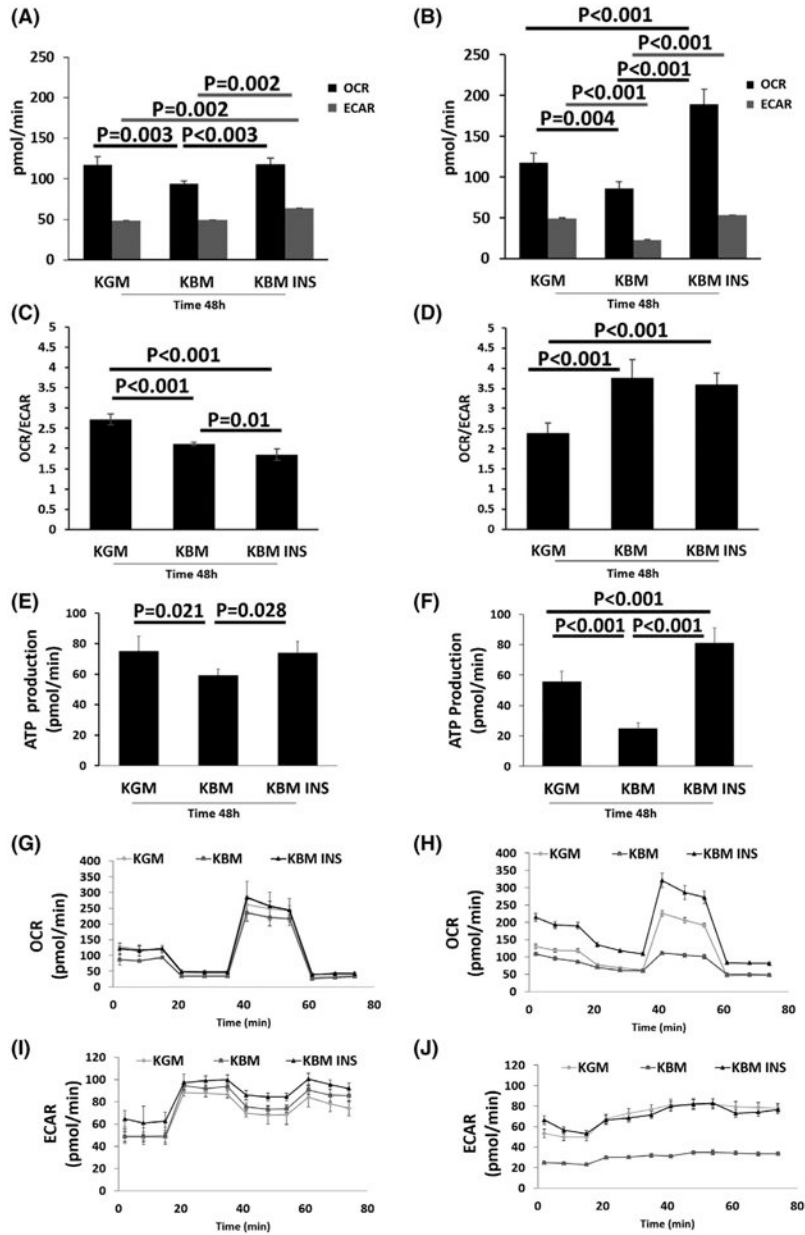 (A)
P=0.002
P=0.002
P=0.003 P<0.003
OCR
ECAR
pmol/min
250
200
150
100
50
0
KGM KBM KBM INS
Time 48h
(B)
P<0.001
P<0.001
P<0.001
P<0.001
P=0.004
OCR
ECAR
pmol/min
250
200
150
100
50
0
KGM KBM KBM INS
Time 48h
(C)
P<0.001
P<0.001
P=0.01
OCR/ECAR
5
4.5
4
3.5
3
2.5
2
1.5
1
0.5
0
KGM KBM KBM INS
Time 48h
(D)
P<0.001
P<0.001
OCR/ECAR
5
4.5
4
3.5
3
2.5
2
1.5
1
0.5
0
KGM KBM KBM INS
Time 48h
(E)
P=0.021 P=0.028
ATP production
(pmol/min)
100
80
60
40
20
0
KGM KBM KBM INS
Time 48h
(F)
P<0.001
P<0.001 P<0.001
ATP Production
(pmol/min)
100
80
60
40
20
0
KGM KBM KBM INS
Time 48h
(G)
KGM KBM KBM INS
OCR
(pmol/min)
400
350
300
250
200
150
100
50
0
0 20 40 60 80
Time (min)
(H)
KGM KBM KBM INS
OCR
(pmol/min)
400
350
300
250
200
150
100
50
0
0 20 40 60 80
Time (min)
(I)
KGM KBM KBM INS
ECAR
(pmol/min)
120
100
80
60
40
20
0
0 20 40 60 80
Time (min)
(J)
KGM KBM KBM INS
ECAR
(pmol/min)
120
100
80
60
40
20
0
0 20 40 60 80
Time (min)